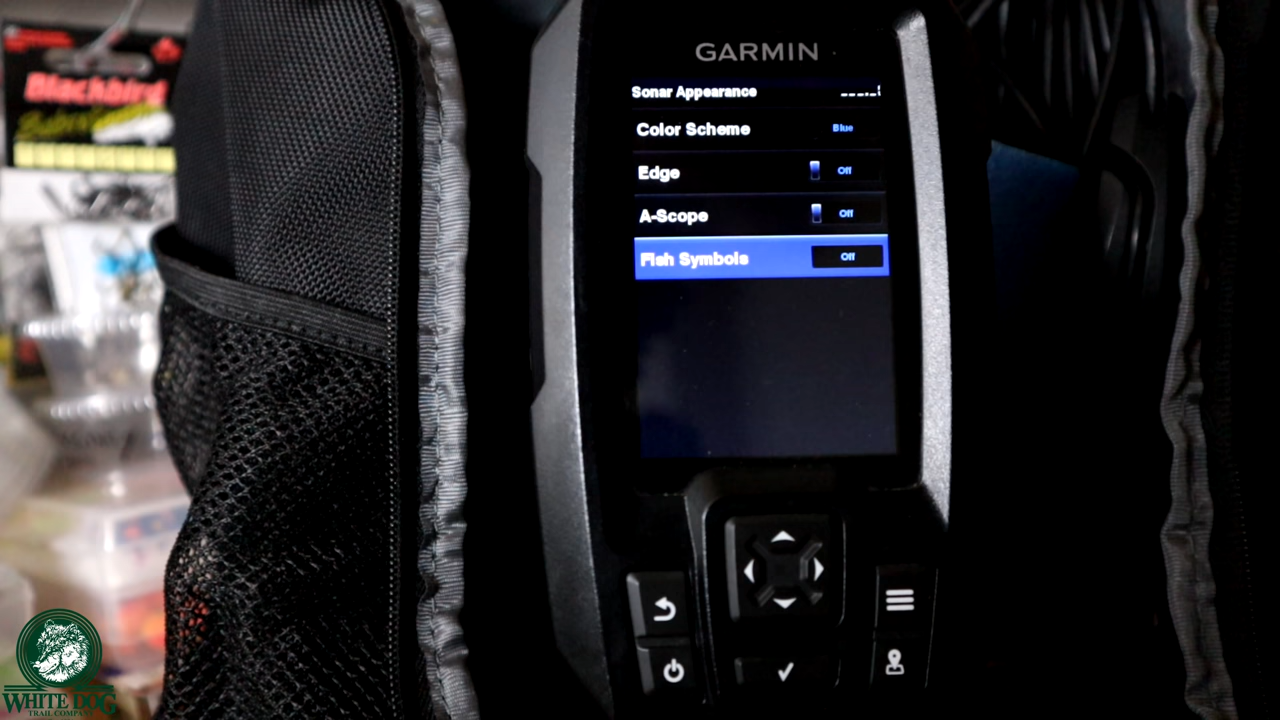 GARMIN
Sonar Appearance
Color Scheme Blue
Edge Off
A-Scope Off
Fish Symbols Off
Blackbird
WHITE DOG
TRAIL COMPANY